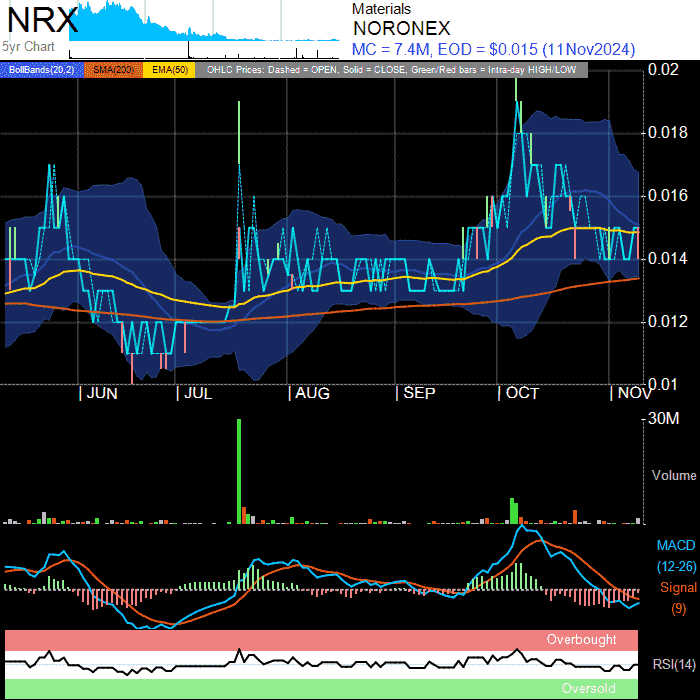 NRX
5yr Chart
Materials
NORONEX
MC = 7.4M, EOD = $0.015 (11Nov2024)
BollBands(20,2) SMA(200) EMA(50) OHLC Prices: Dashed = OPEN, Solid = CLOSE, Green/Red bars = Intra-day HIGH/LOW
0.02
0.018
0.016
0.014
0.012
0.01
JUN JUL AUG SEP OCT NOV
30M
Volume
MACD
(12-26)
Signal
(9)
Overbought
RSI(14)
Oversold